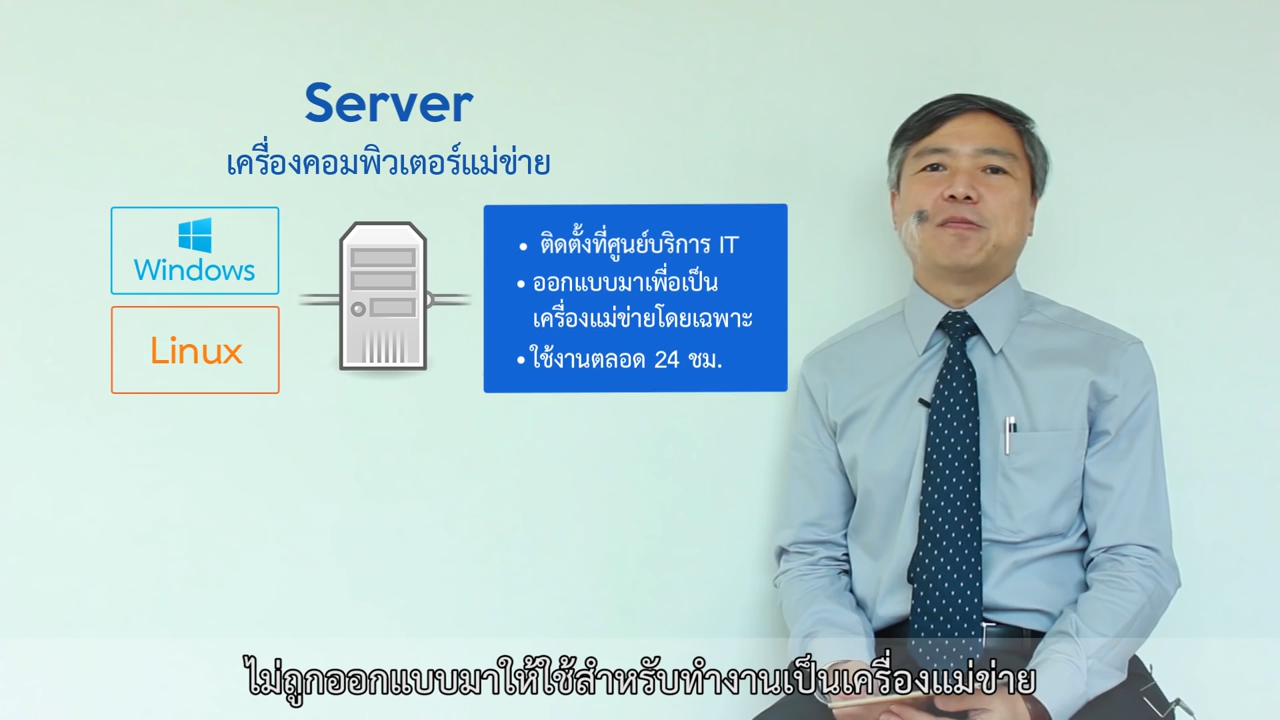 Server
เครื่องคอมพิวเตอร์แม่ข่าย
Windows
Linux
• ติดตั้งที่ศูนย์บริการ IT
• ออกแบบมาเพื่อเป็น
เครื่องแม่ข่ายโดยเฉพาะ
• ใช้งานตลอด 24 ชม.
ไม่ถูกออกแบบมาให้ใช้สำหรับทำงานเป็นเครื่องแม่ข่าย